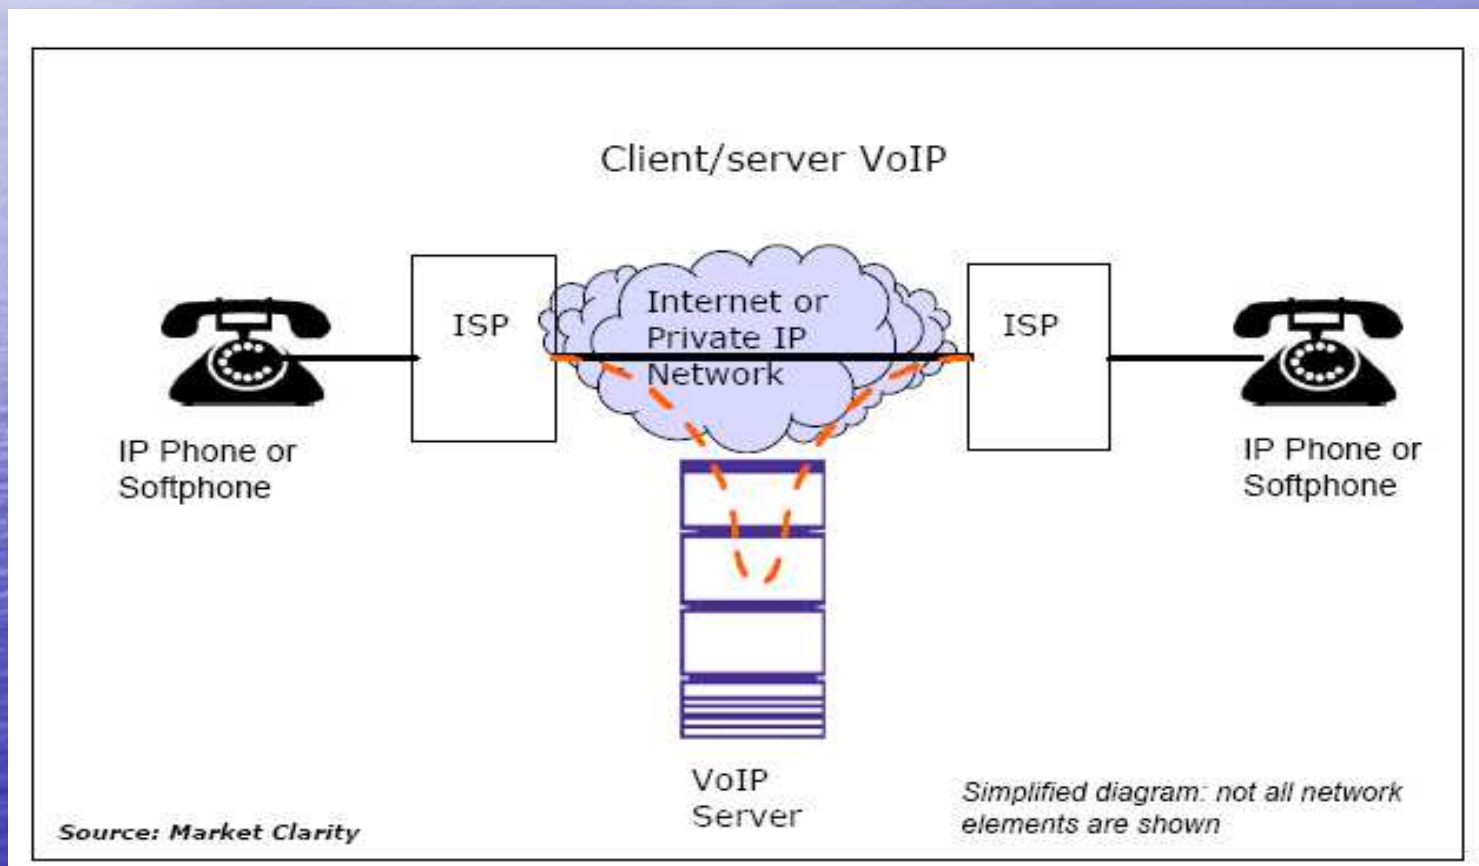 Client/server VoIP
ISP
Internet or
Private IP
Network
ISP
IP Phone or
Softphone
IP Phone or
Softphone
VoIP
Server
Simplified diagram: not all network
elements are shown
Source: Market Clarity